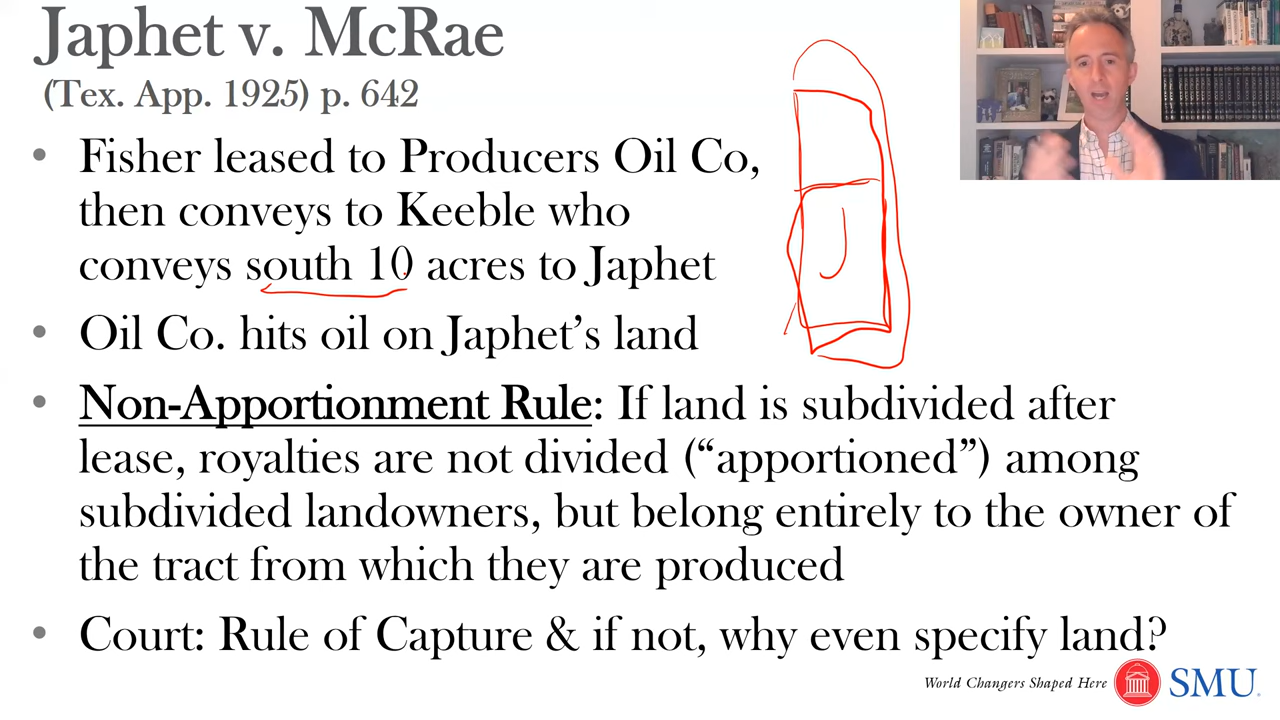 Japhet v. McRae
(Tex. App. 1925) p. 642
• Fisher leased to Producers Oil Co,
then conveys to Keeble who
conveys south 10 acres to Japhet
J
• Oil Co. hits oil on Japhet's land
• Non-Apportionment Rule: If land is subdivided after
lease, royalties are not divided (“apportioned”) among
subdivided landowners, but belong entirely to the owner of
the tract from which they are produced
• Court: Rule of Capture & if not, why even specify land?
World Changers Shaped Here SMU.